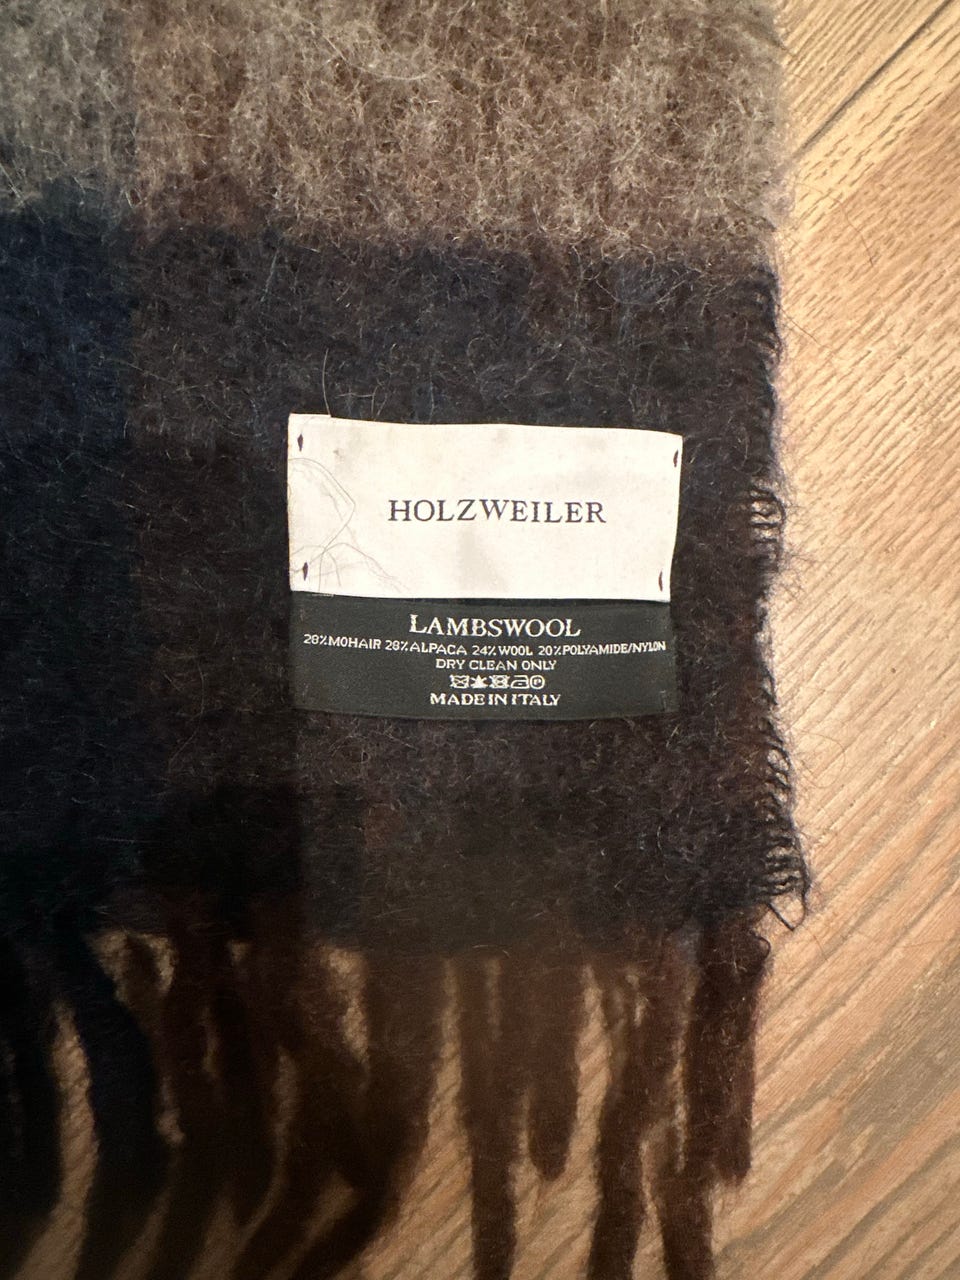 HOLZWEILER
LAMBSWOOL
28%MOHAIR 28%ALPACA 24%WOOL 20%POLYAMIDE/NYLON
DRY CLEAN ONLY
MADE IN ITALY